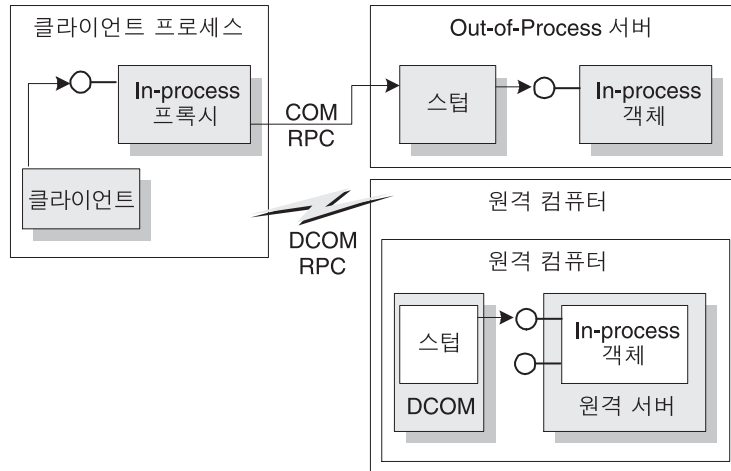 클라이언트 프로세스
In-process
프록시
클라이언트
COM
RPC
DCOM
RPC
Out-of-Process 서버
스텁
In-process
객체
원격 컴퓨터
원격 컴퓨터
스텁
DCOM
In-process
객체
원격 서버